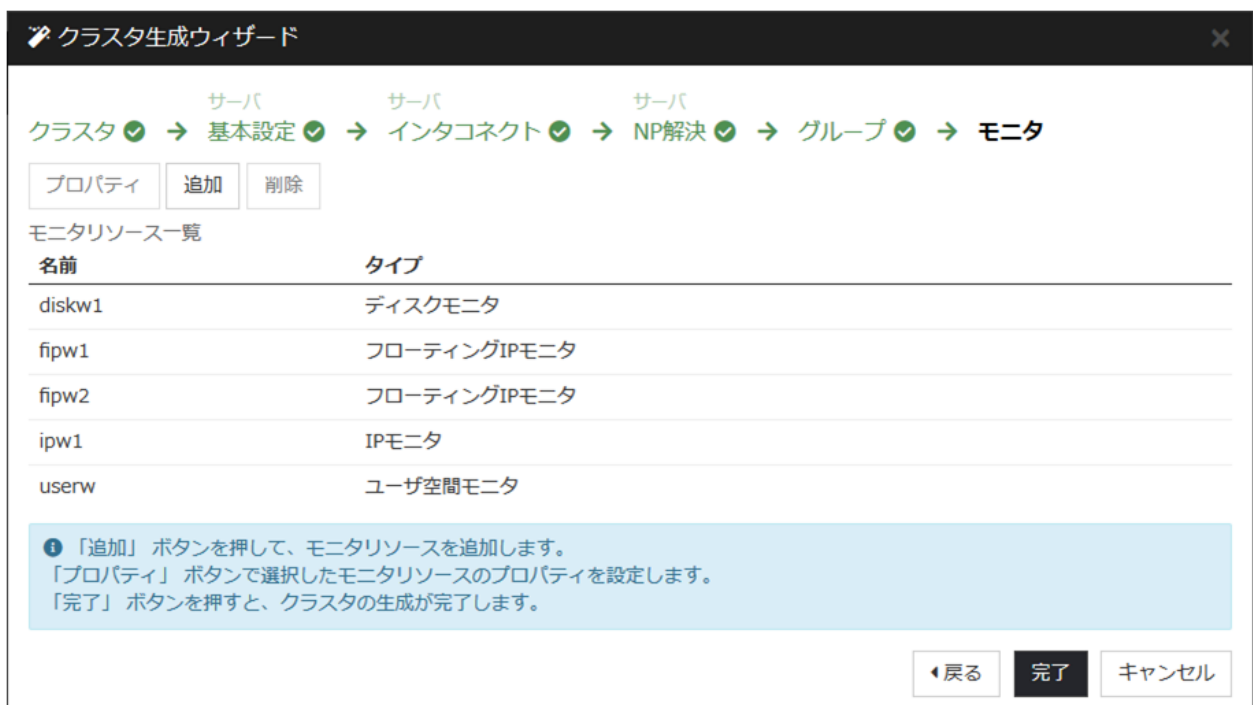 クラスタ生成ウィザード
サーバ サーバ サーバ
クラスタ → 基本設定 → インタコネクト → NP解決 → グループ → モニタ
プロパティ 追加 削除
モニタリソース一覧
名前 タイプ
diskw1 ディスクモニタ
fipw1 フローティングIPモニタ
fipw2 フローティングIPモニタ
ipw1 IPモニタ
userw ユーザ空間モニタ
「追加」 ボタンを押して、モニタリソースを追加します。
「プロパティ」 ボタンで選択したモニタリソースのプロパティを設定します。
「完了」 ボタンを押すと、クラスタの生成が完了します。
戻る 完了 キャンセル